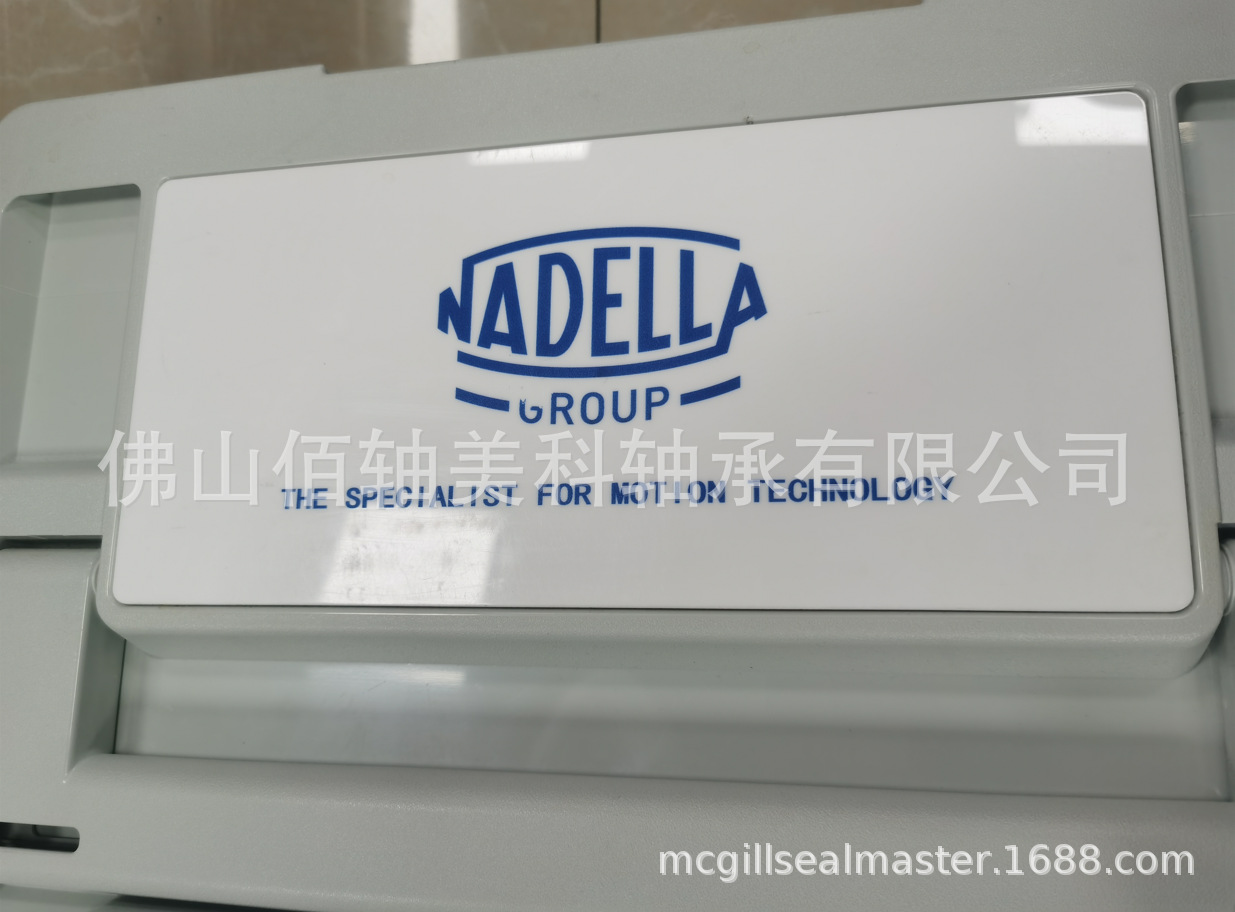 NADELLA
GROUP
佛山佰轴美科轴承有限公司
THE SPECIALIST FOR MOTION TECHNOLOGY
mcgillsealmaster.1688.com